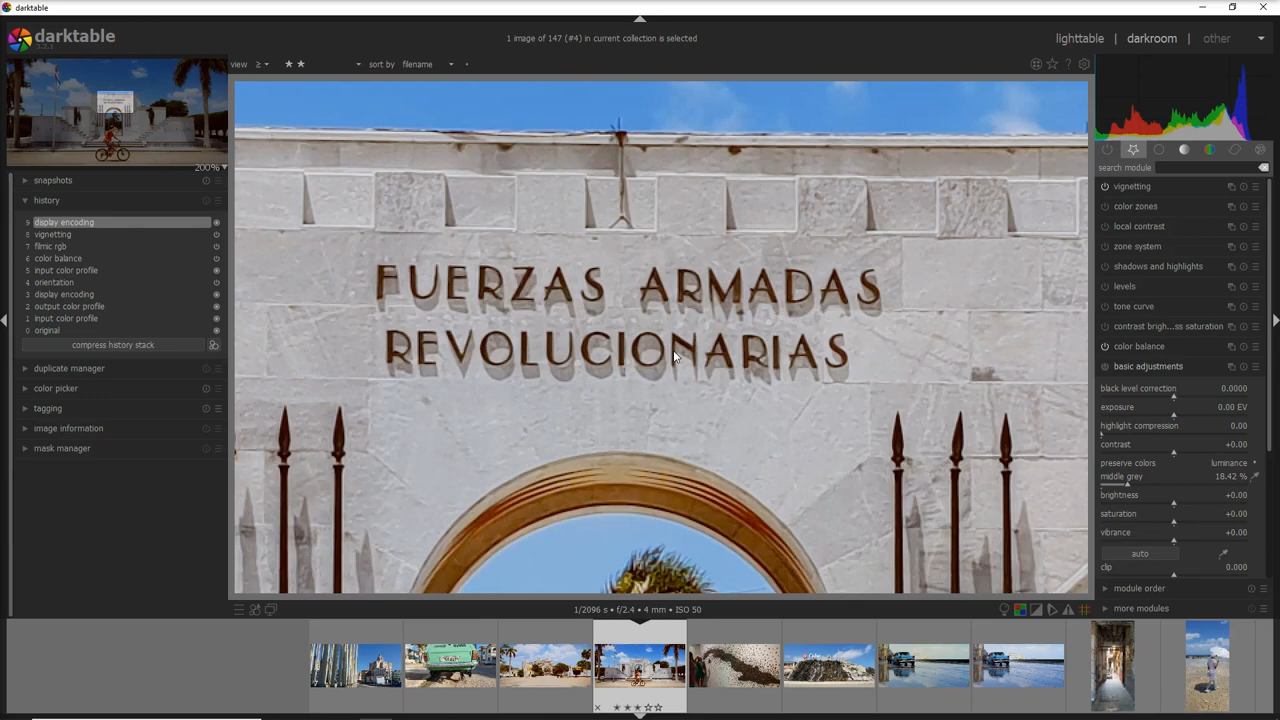 darktable
darktable
3.2.1
1 image of 147 (#4) in current collection is selected
lighttable | darkroom | other
view ≥ sort by filename
200%
snapshots
history
9 display encoding
8 vignetting
7 filmic rgb
6 color balance
5 input color profile
4 orientation
3 display encoding
2 output color profile
1 input color profile
0 original
compress history stack
duplicate manager
color picker
tagging
image information
mask manager
FUERZAS ARMADAS
REVOLUCIONARIAS
1/2096 s • f/2.4 • 4 mm • ISO 50
search module
vignetting
color zones
local contrast
zone system
shadows and highlights
levels
tone curve
contrast brigh...ss saturation
color balance
basic adjustments
black level correction 0.0000
exposure 0.00 EV
highlight compression 0.00
contrast +0.00
preserve colors luminance
middle grey 18.42 %
brightness +0.00
saturation +0.00
vibrance +0.00
auto
clip 0.000
module order
more modules